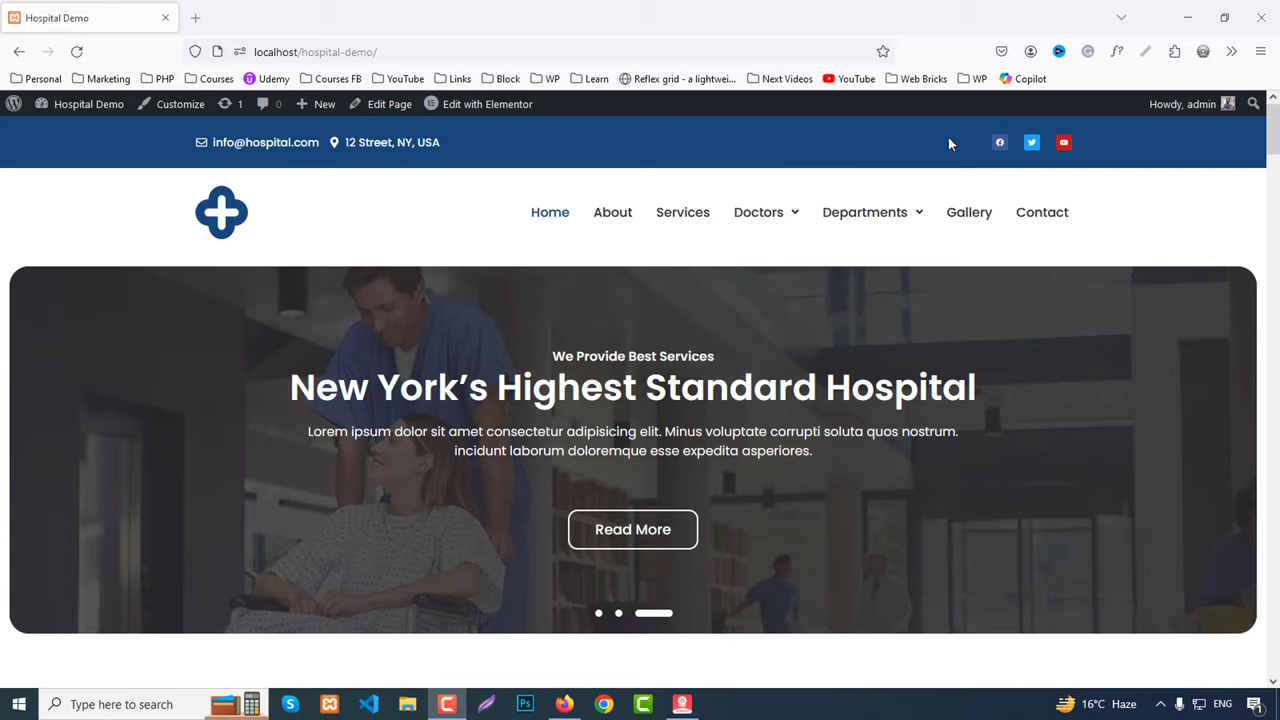 Hospital Demo
localhost/hospital-demo/
Personal Marketing PHP Courses Udemy Courses FB YouTube Links Block WP Learn Reflex grid - a lightwei... Next Videos YouTube Web Bricks WP Copilot
Hospital Demo Customize 1 0 New Edit Page Edit with Elementor Howdy, admin
info@hospital.com 12 Street, NY, USA
Home About Services Doctors Departments Gallery Contact
We Provide Best Services
New York’s Highest Standard Hospital
Lorem ipsum dolor sit amet consectetur adipisicing elit. Minus voluptate corrupti soluta quos nostrum.
incidunt laborum doloremque esse expedita asperiores.
Read More
Type here to search 16°C Haze ENG 1